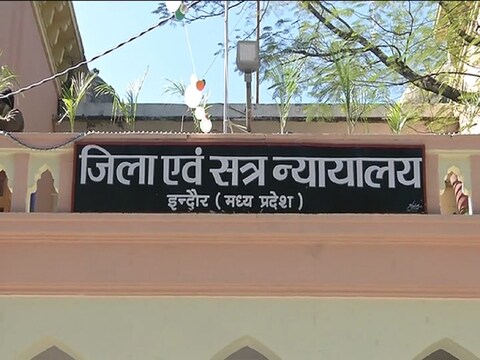 जिला एवं सत्र न्यायालय
इन्दौर ( मध्य प्रदेश )